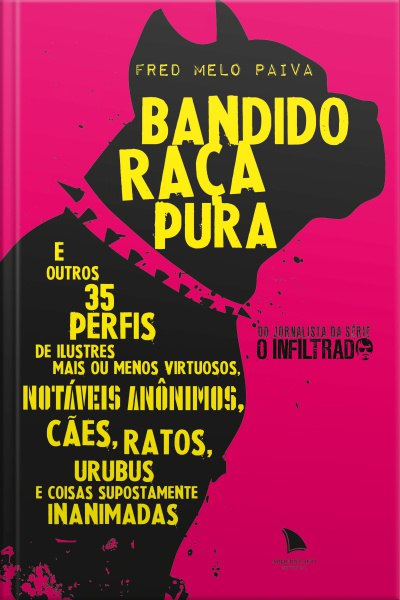 FRED MELO PAIVA
BANDIDO
RAÇA
PURA
E
OUTROS
35
PERFIS
DE ILUSTRES
MAIS OU MENOS VIRTUOSOS,
NOTÁVEIS ANÔNIMOS,
CÃES, RATOS,
URUBUS
E COISAS SUPOSTAMENTE
INANIMADAS
DO JORNALISTA DA SÉRIE
O INFILTRADO